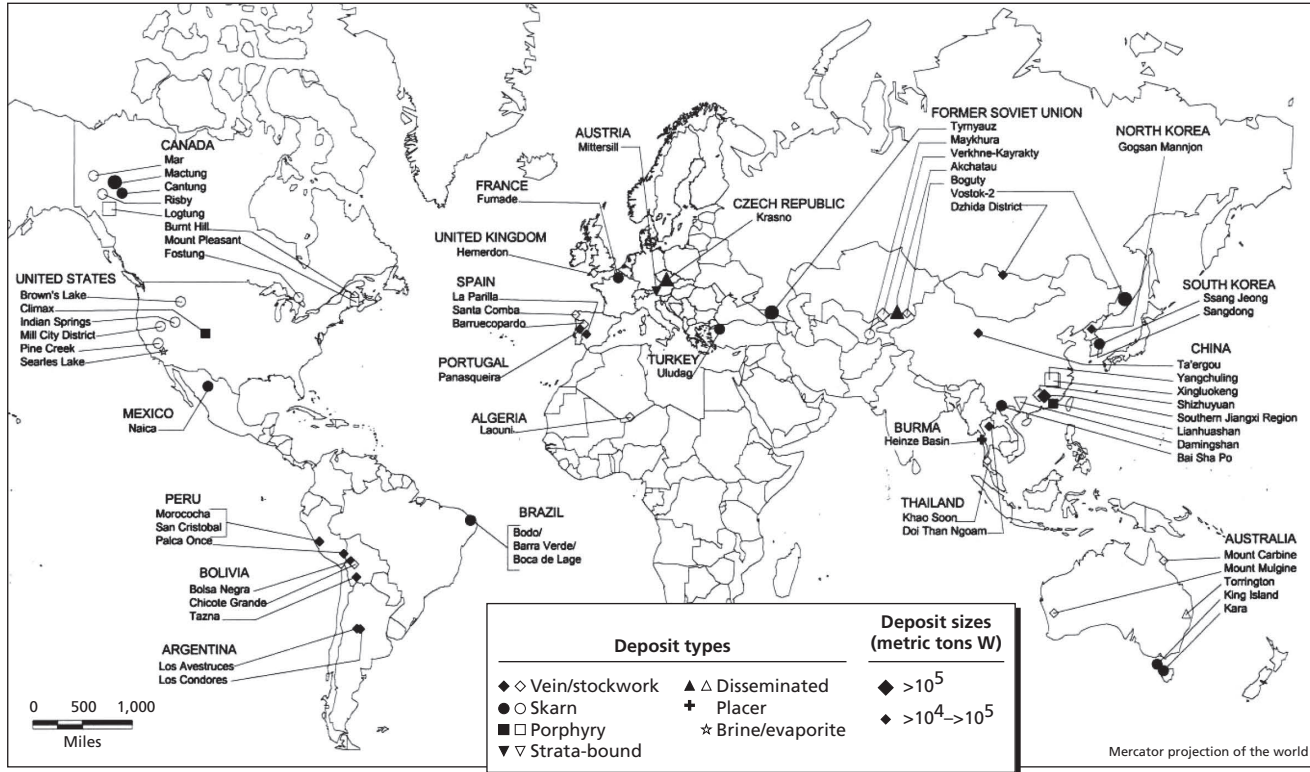 CANADA
Mar
Mactung
Cantung
Risby
Logtung
Burnt Hill
Mount Pleasant
Fostung
UNITED STATES
Brown's Lake
Climax
Indian Springs
Mill City District
Pine Creek
Searles Lake
MEXICO
Naica
PERU
Morococha
San Cristobal
Palca Once
BOLIVIA
Bolsa Negra
Chicote Grande
Tazna
ARGENTINA
Los Avestruces
Los Condores
BRAZIL
Bodo/
Barra Verde/
Boca de Lage
AUSTRIA
Mittersill
FRANCE
Fumade
UNITED KINGDOM
Hemerdon
SPAIN
La Parilla
Santa Comba
Barruecopardo
PORTUGAL
Panasqueira
CZECH REPUBLIC
Krasno
TURKEY
Uludag
ALGERIA
Laouni
FORMER SOVIET UNION
Tyrnyauz
Maykhura
Verkhne-Kayrakty
Akchatau
Boguty
Vostok-2
Dzhida District
NORTH KOREA
Gogsan Mannjon
SOUTH KOREA
Ssang Jeong
Sangdong
CHINA
Ta'ergou
Yangchuling
Xingluokeng
Shizhuyuan
Southern Jiangxi Region
Lianhuashan
Damingshan
Bai Sha Po
BURMA
Heinze Basin
THAILAND
Khao Soon
Doi Than Ngoam
AUSTRALIA
Mount Carbine
Mount Mulgine
Torrington
King Island
Kara
0 500 1,000
Miles
Deposit types
Vein/stockwork
Skarn
Porphyry
Strata-bound
Disseminated
Placer
Brine/evaporite
Deposit sizes
(metric tons W)
>10^5
>10^4–>10^5
Mercator projection of the world